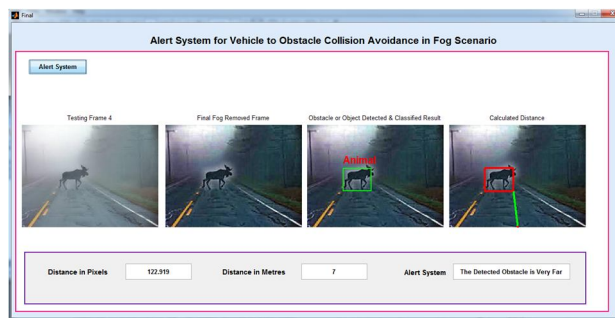 Final
Alert System for Vehicle to Obstacle Collision Avoidance in Fog Scenario
Alert System
Testing Frame 4
Final Fog Removed Frame
Obstacle or Object Detected & Classified Result
Calculated Distance
Animal
Distance in Pixels
122.919
Distance in Metres
7
Alert System
The Detected Obstacle is Very Far